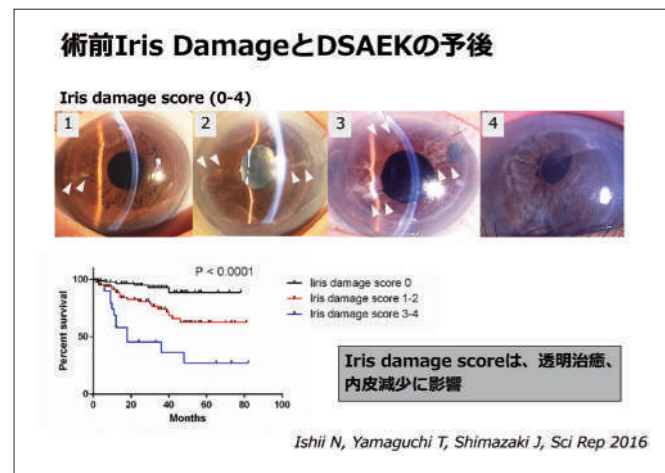 術前Iris DamageとDSAEKの予後
Iris damage score (0-4)
1
2
3
4
P < 0.0001
Iris damage score 0
Iris damage score 1-2
Iris damage score 3-4
Percent survival
100
50
0
0
20
40
60
80
100
Months
Iris damage scoreは、透明治癒、
内皮減少に影響
Ishii N, Yamaguchi T, Shimazaki J, Sci Rep 2016